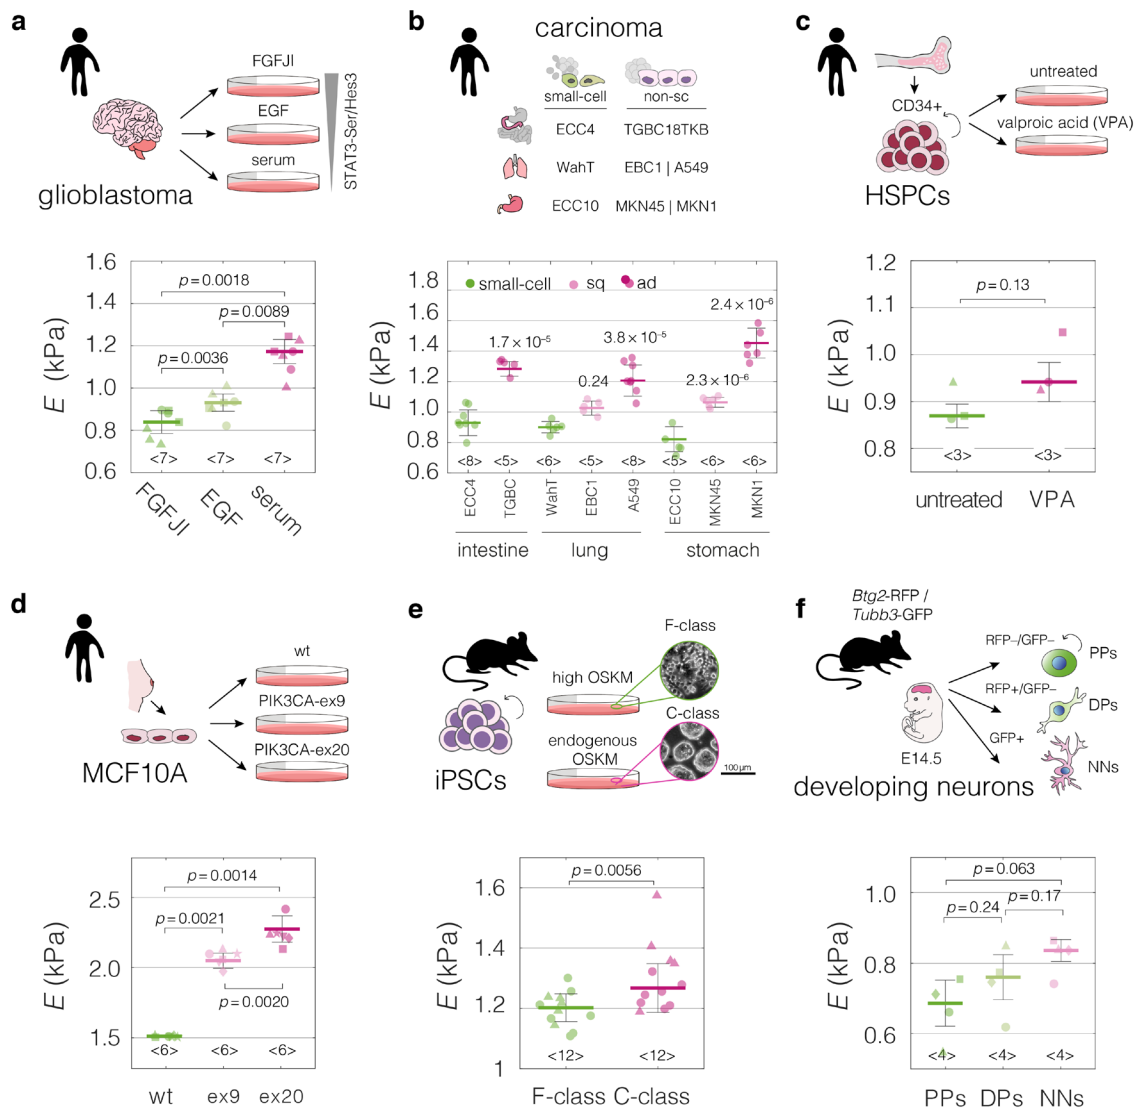 a
FGFJI
EGF
serum
STAT3-Ser/Hes3
glioblastoma
E (kPa)
1.6
1.4
1.2
1.0
0.8
0.6
p = 0.0018
p = 0.0089
p = 0.0036
<7>
<7>
<7>
FGFJI
EGF
serum
b
carcinoma
small-cell
non-sc
ECC4
TGBC18TKB
WahT
EBC1 | A549
ECC10
MKN45 | MKN1
E (kPa)
1.8
1.6
1.4
1.2
1.0
0.8
0.6
small-cell
sq
ad
1.7 × 10⁻⁵
0.24
3.8 × 10⁻⁵
2.3 × 10⁻⁶
2.4 × 10⁻⁶
<8>
<5>
<6>
<5>
<8>
<5>
<6>
<6>
ECC4
TGBC
WahT
EBC1
A549
ECC10
MKN45
MKN1
intestine
lung
stomach
c
CD34+
untreated
valproic acid (VPA)
HSPCs
E (kPa)
1.2
1.1
1.0
0.9
0.8
p = 0.13
<3>
<3>
untreated
VPA
d
wt
PIK3CA-ex9
PIK3CA-ex20
MCF10A
E (kPa)
2.5
2.0
1.5
p = 0.0014
p = 0.0021
p = 0.0020
<6>
<6>
<6>
wt
ex9
ex20
e
F-class
high OSKM
C-class
endogenous
OSKM
100 µm
iPSCs
E (kPa)
1.6
1.4
1.2
1
p = 0.0056
<12>
<12>
F-class
C-class
f
Btg2-RFP /
Tubb3-GFP
RFP–/GFP–
PPs
RFP+/GFP–
DPs
GFP+
NNs
E14.5
developing neurons
E (kPa)
1.0
0.8
0.6
p = 0.063
p = 0.24
p = 0.17
<4>
<4>
<4>
PPs
DPs
NNs